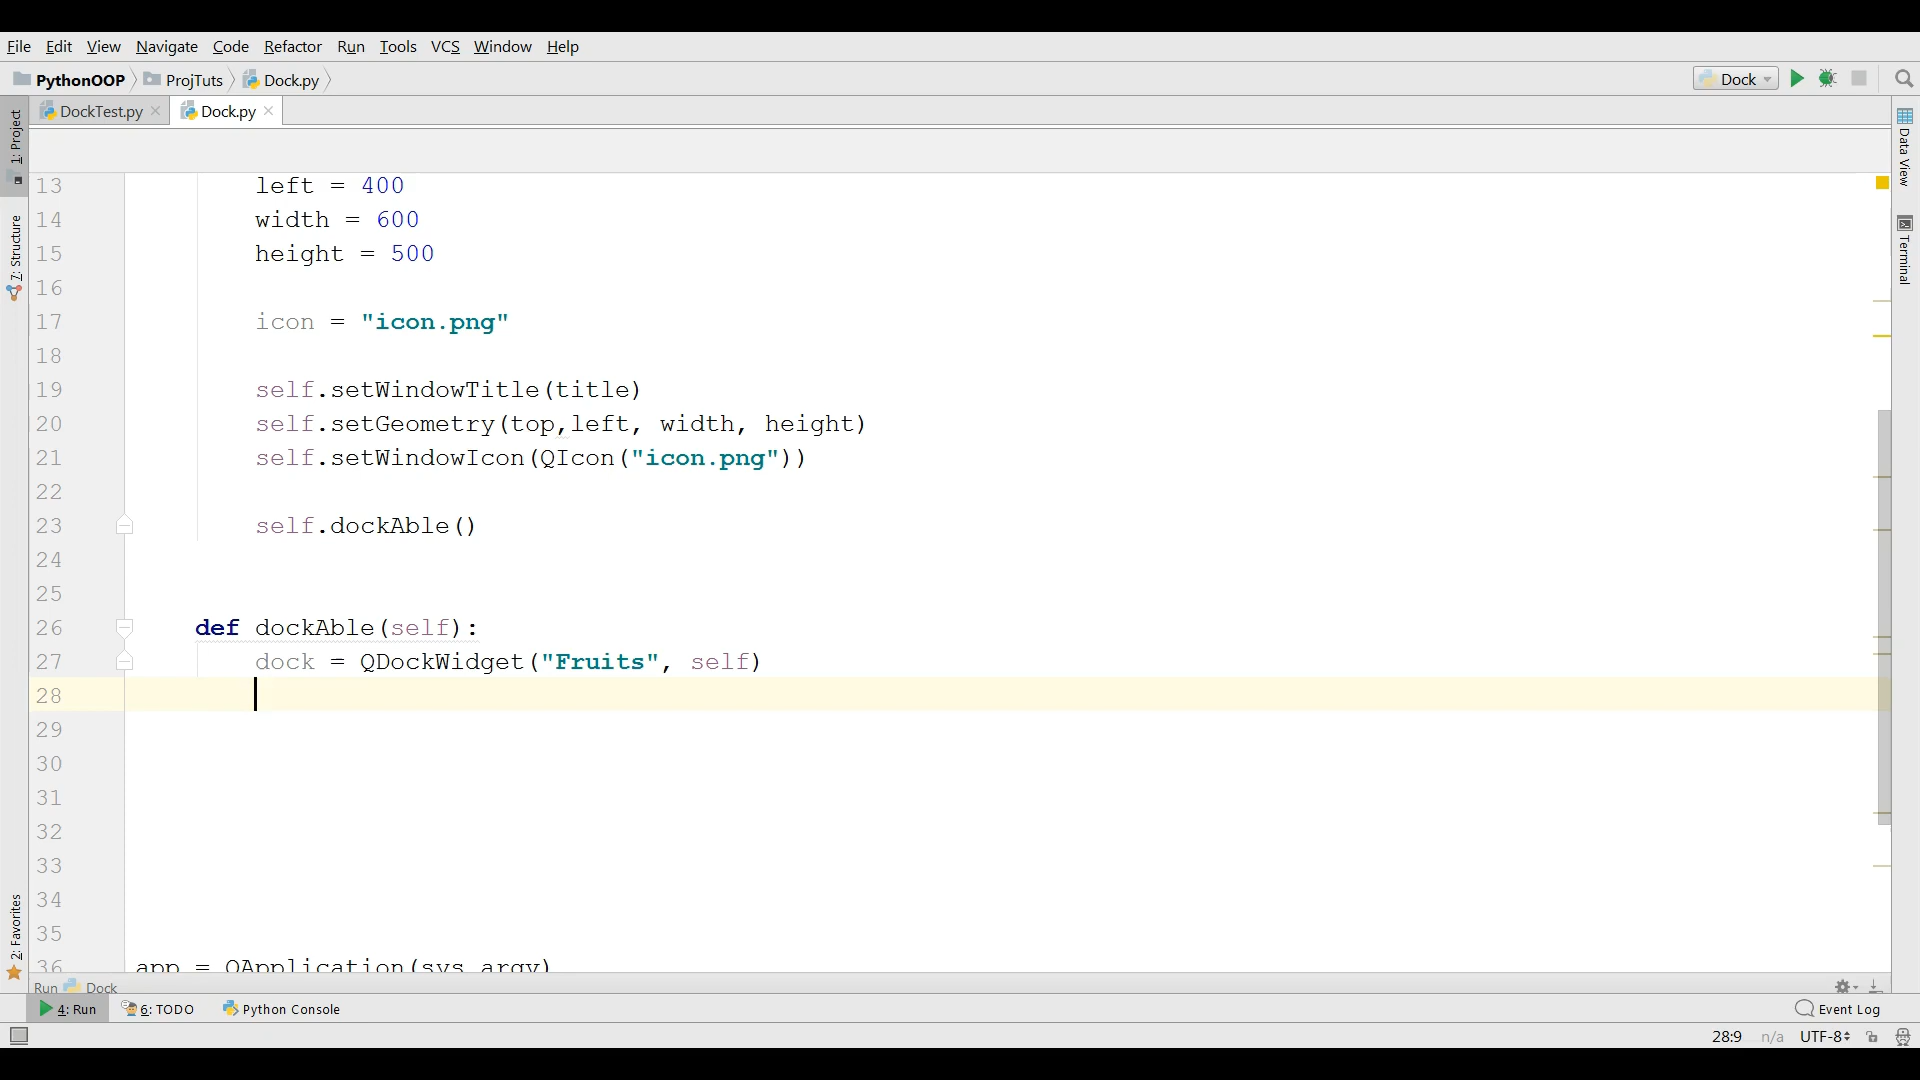 File Edit View Navigate Code Refactor Run Tools VCS Window Help
PythonOOP ProjTuts Dock.py Dock
DockTest.py Dock.py
1: Project
7: Structure
2: Favorites
Data View
Terminal
13 left = 400
14 width = 600
15 height = 500
16
17 icon = "icon.png"
18
19 self.setWindowTitle(title)
20 self.setGeometry(top,left, width, height)
21 self.setWindowIcon(QIcon("icon.png"))
22
23 self.dockAble()
24
25
26 def dockAble(self):
27 dock = QDockWidget("Fruits", self)
28
29
30
31
32
33
34
35
36 app = QApplication(sys.argv)
Run Dock
4: Run 6: TODO Python Console Event Log
28:9 n/a UTF-8